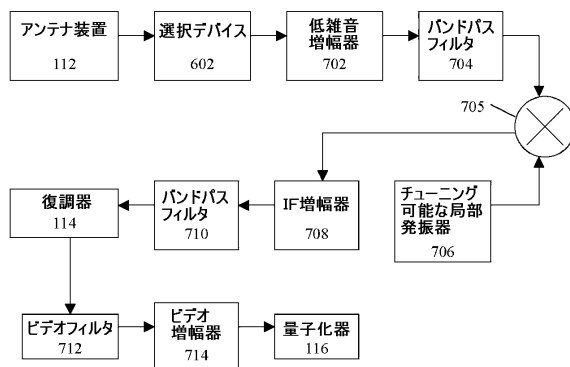 アンテナ装置
112
選択デバイス
602
低雑音
増幅器
702
バンドパス
フィルタ
704
705
復調器
114
バンドパス
フィルタ
710
IF増幅器
708
チューニング
可能な局部
発振器
706
ビデオフィルタ
712
ビデオ
増幅器
714
量子化器
116